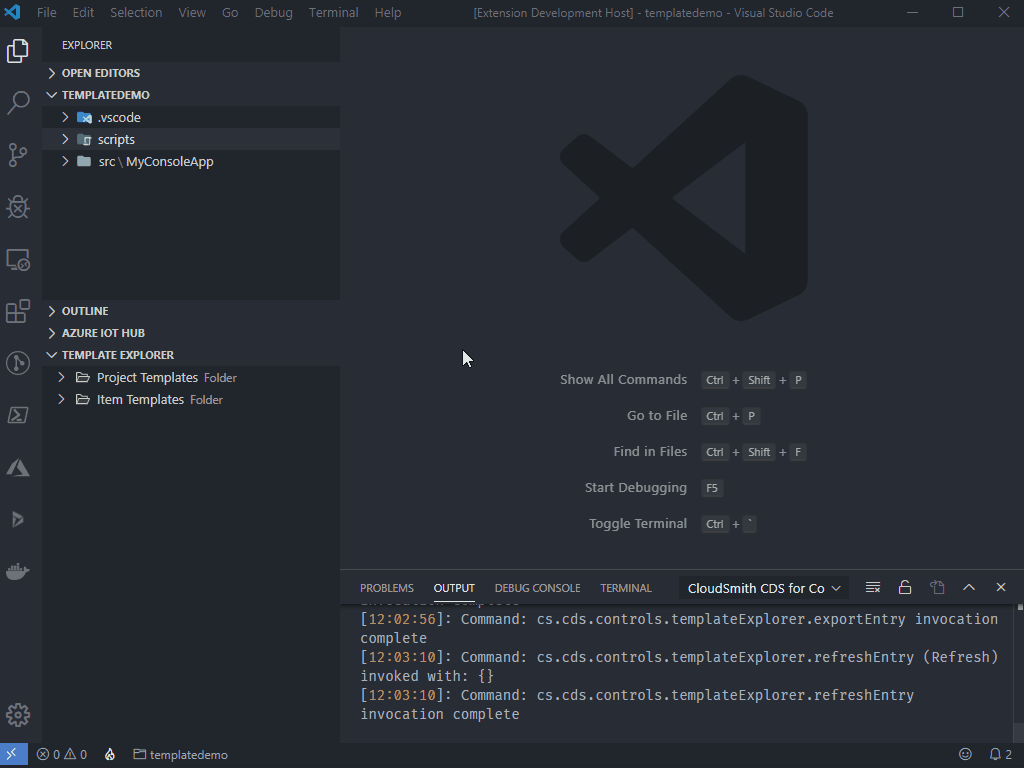 File Edit Selection View Go Debug Terminal Help [Extension Development Host] - templatedemo - Visual Studio Code
EXPLORER
OPEN EDITORS
TEMPLATEDEMO
.vscode
scripts
src \ MyConsoleApp
OUTLINE
AZURE IOT HUB
TEMPLATE EXPLORER
Project Templates Folder
Item Templates Folder
Show All Commands Ctrl + Shift + P
Go to File Ctrl + P
Find in Files Ctrl + Shift + F
Start Debugging F5
Toggle Terminal Ctrl + `
PROBLEMS OUTPUT DEBUG CONSOLE TERMINAL CloudSmith CDS for Co
[12:02:56]: Command: cs.cds.controls.templateExplorer.exportEntry invocation
complete
[12:03:10]: Command: cs.cds.controls.templateExplorer.refreshEntry (Refresh)
invoked with: {}
[12:03:10]: Command: cs.cds.controls.templateExplorer.refreshEntry
invocation complete
0 0 templatedemo 2